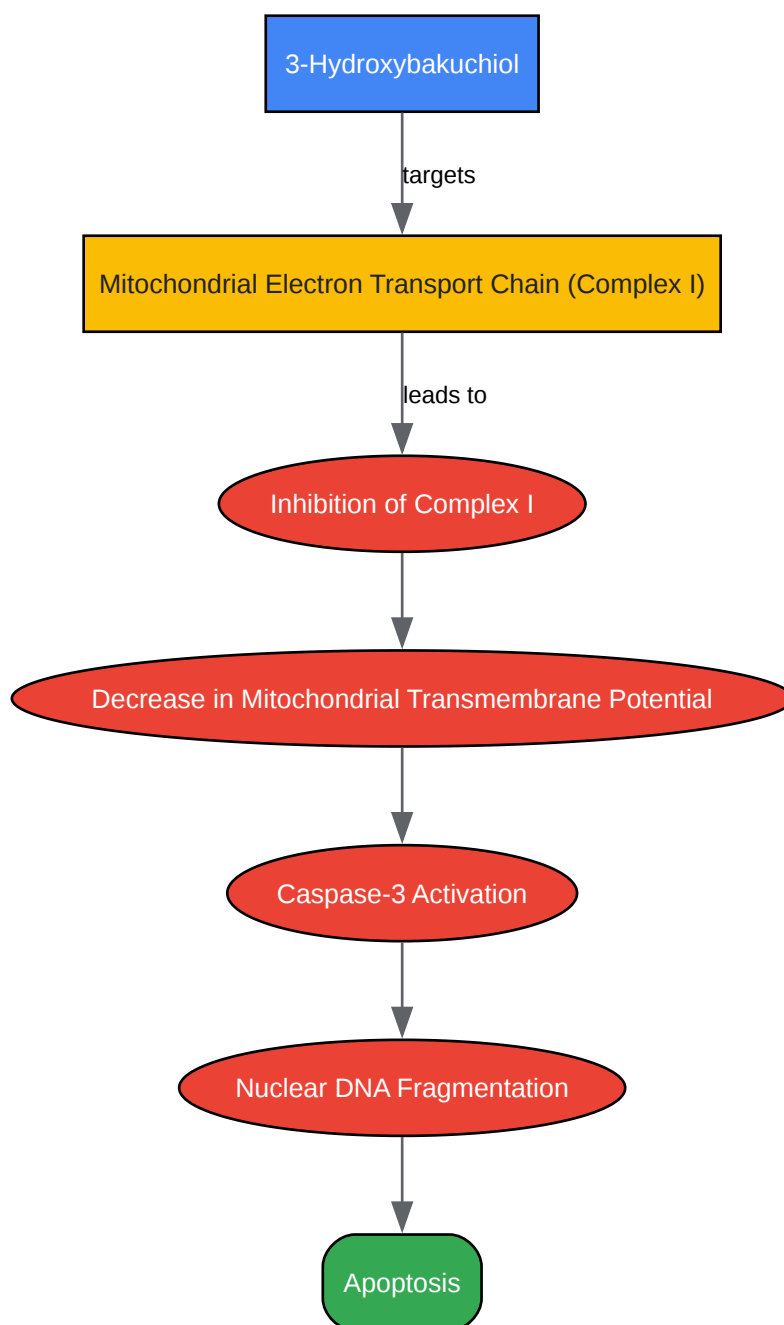 3-Hydroxybakuchiol
targets
Mitochondrial Electron Transport Chain (Complex I)
leads to
Inhibition of Complex I
Decrease in Mitochondrial Transmembrane Potential
Caspase-3 Activation
Nuclear DNA Fragmentation
Apoptosis